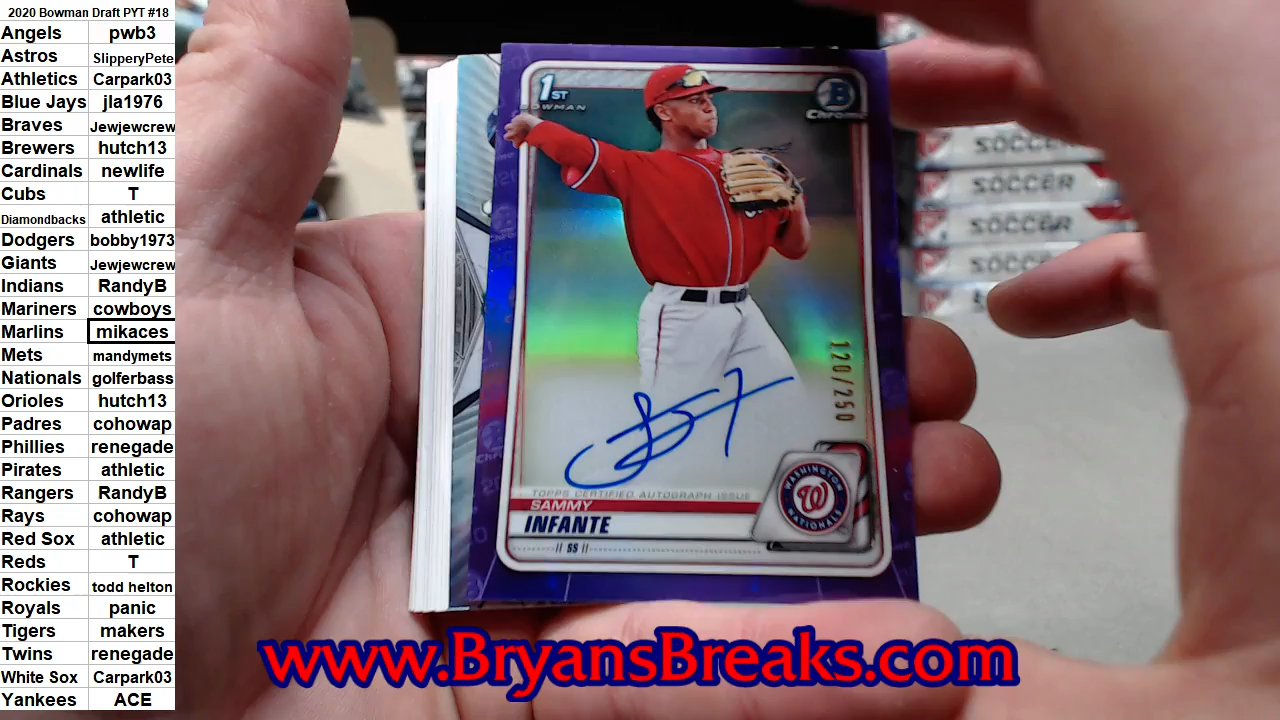 2020 Bowman Draft PYT #18
Angels pwb3
Astros SlipperyPete
Athletics Carpark03
Blue Jays jla1976
Braves Jewjewcrew
Brewers hutch13
Cardinals newlife
Cubs T
Diamondbacks athletic
Dodgers bobby1973
Giants Jewjewcrew
Indians RandyB
Mariners cowboys
Marlins mikaces
Mets mandymets
Nationals golferbass
Orioles hutch13
Padres cohowap
Phillies renegade
Pirates athletic
Rangers RandyB
Rays cohowap
Red Sox athletic
Reds T
Rockies todd helton
Royals panic
Tigers makers
Twins renegade
White Sox Carpark03
Yankees ACE
1ST
BOWMAN
B
Chrome
120/250
TOPPS CERTIFIED AUTOGRAPH ISSUE
SAMMY
INFANTE
SS
WASHINGTON
W
NATIONALS
SOCCER
SOCCER
SOCCER
SOCCER
www.BryansBreaks.com